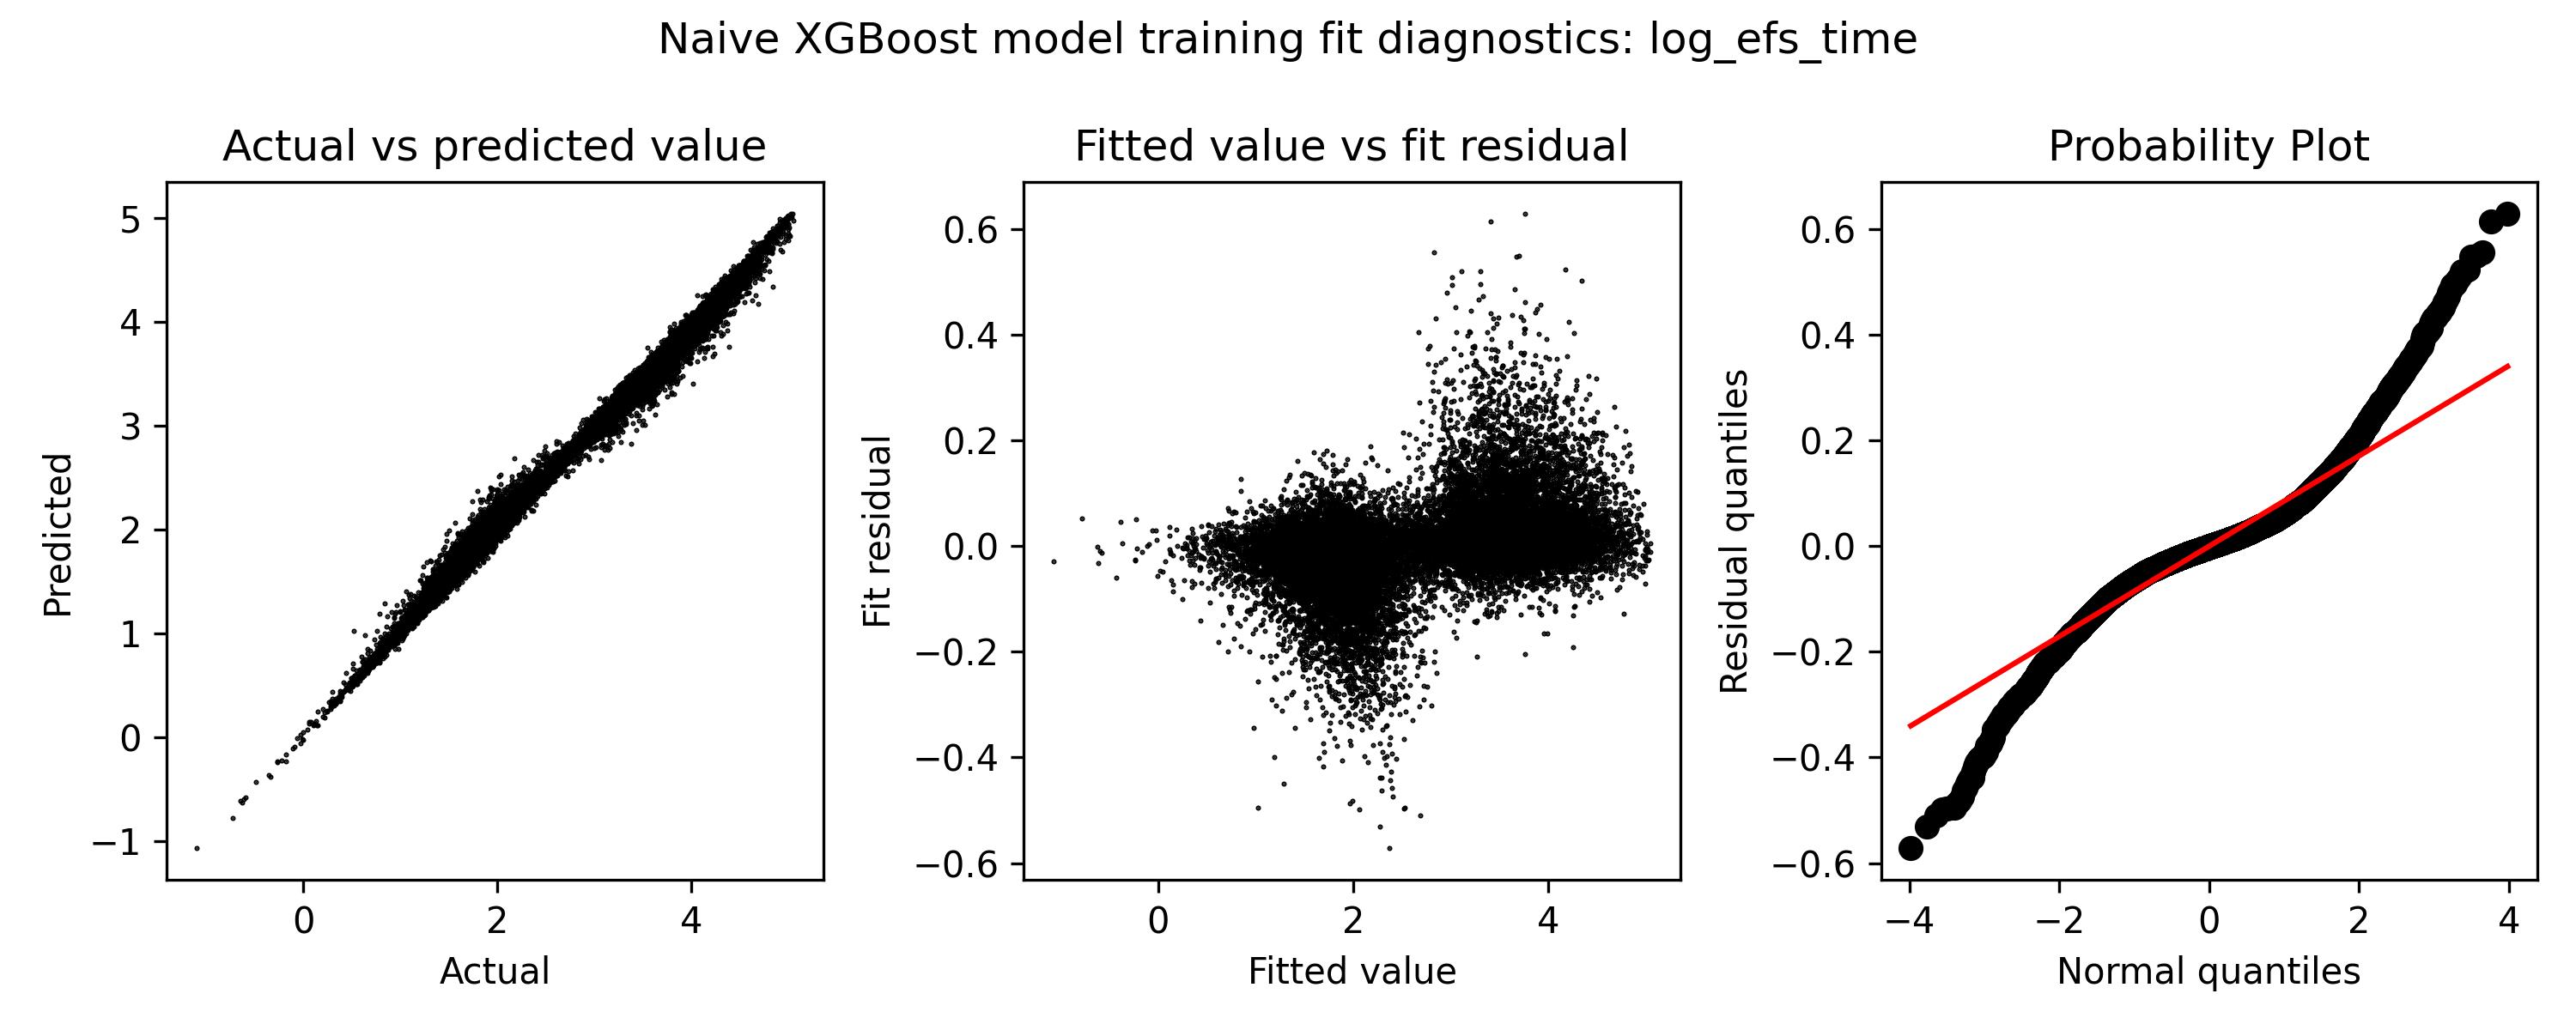 Naive XGBoost model training fit diagnostics: log_efs_time
Actual vs predicted value
5
4
3
2
1
0
−1
Predicted
0 2 4
Actual
Fitted value vs fit residual
0.6
0.4
0.2
0.0
−0.2
−0.4
−0.6
Fit residual
0 2 4
Fitted value
Probability Plot
0.6
0.4
0.2
0.0
−0.2
−0.4
−0.6
Residual quantiles
−4 −2 0 2 4
Normal quantiles